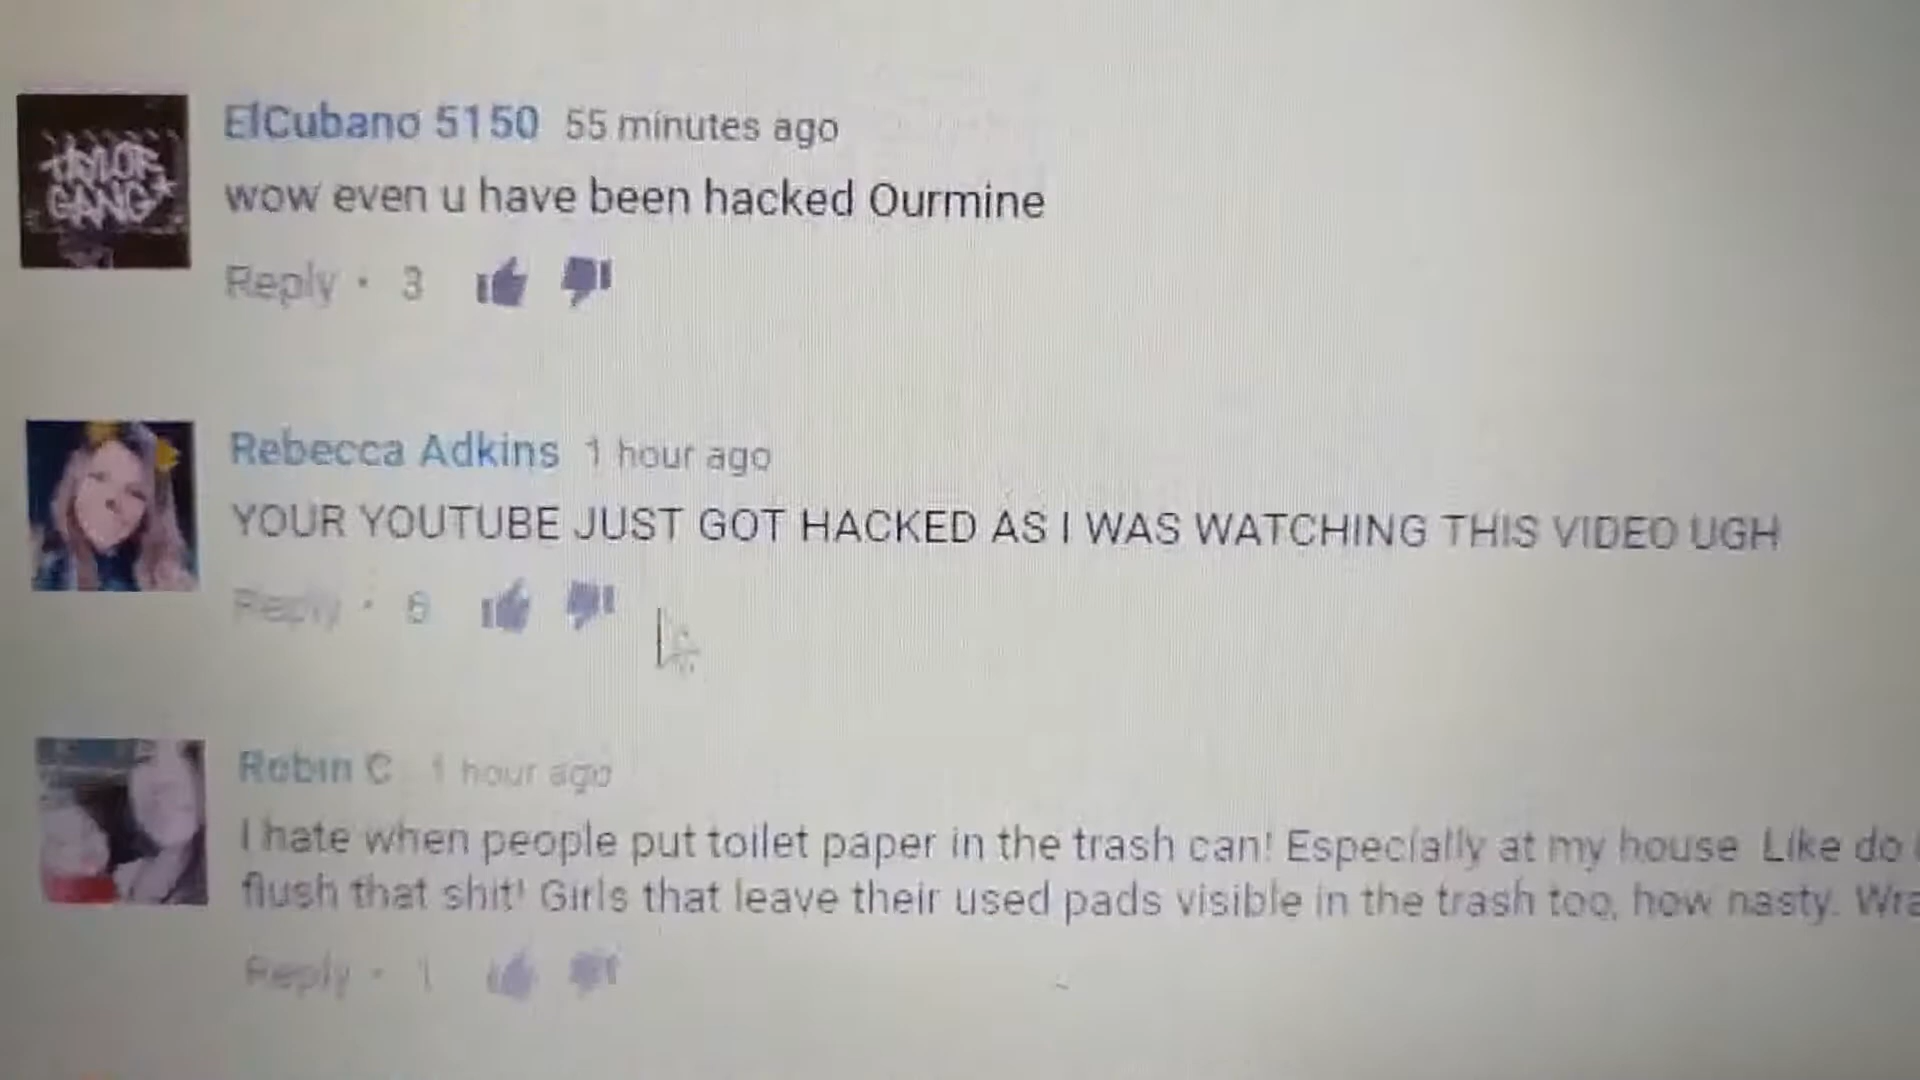 TAYLOR
GANG
ElCubano 5150 55 minutes ago
wow even u have been hacked Ourmine
Reply • 3
Rebecca Adkins 1 hour ago
YOUR YOUTUBE JUST GOT HACKED AS I WAS WATCHING THIS VIDEO UGH
Reply • 6
Robin C 1 hour ago
I hate when people put toilet paper in the trash can! Especially at my house. Like do
flush that shit! Girls that leave their used pads visible in the trash too, how nasty.
Reply • 1